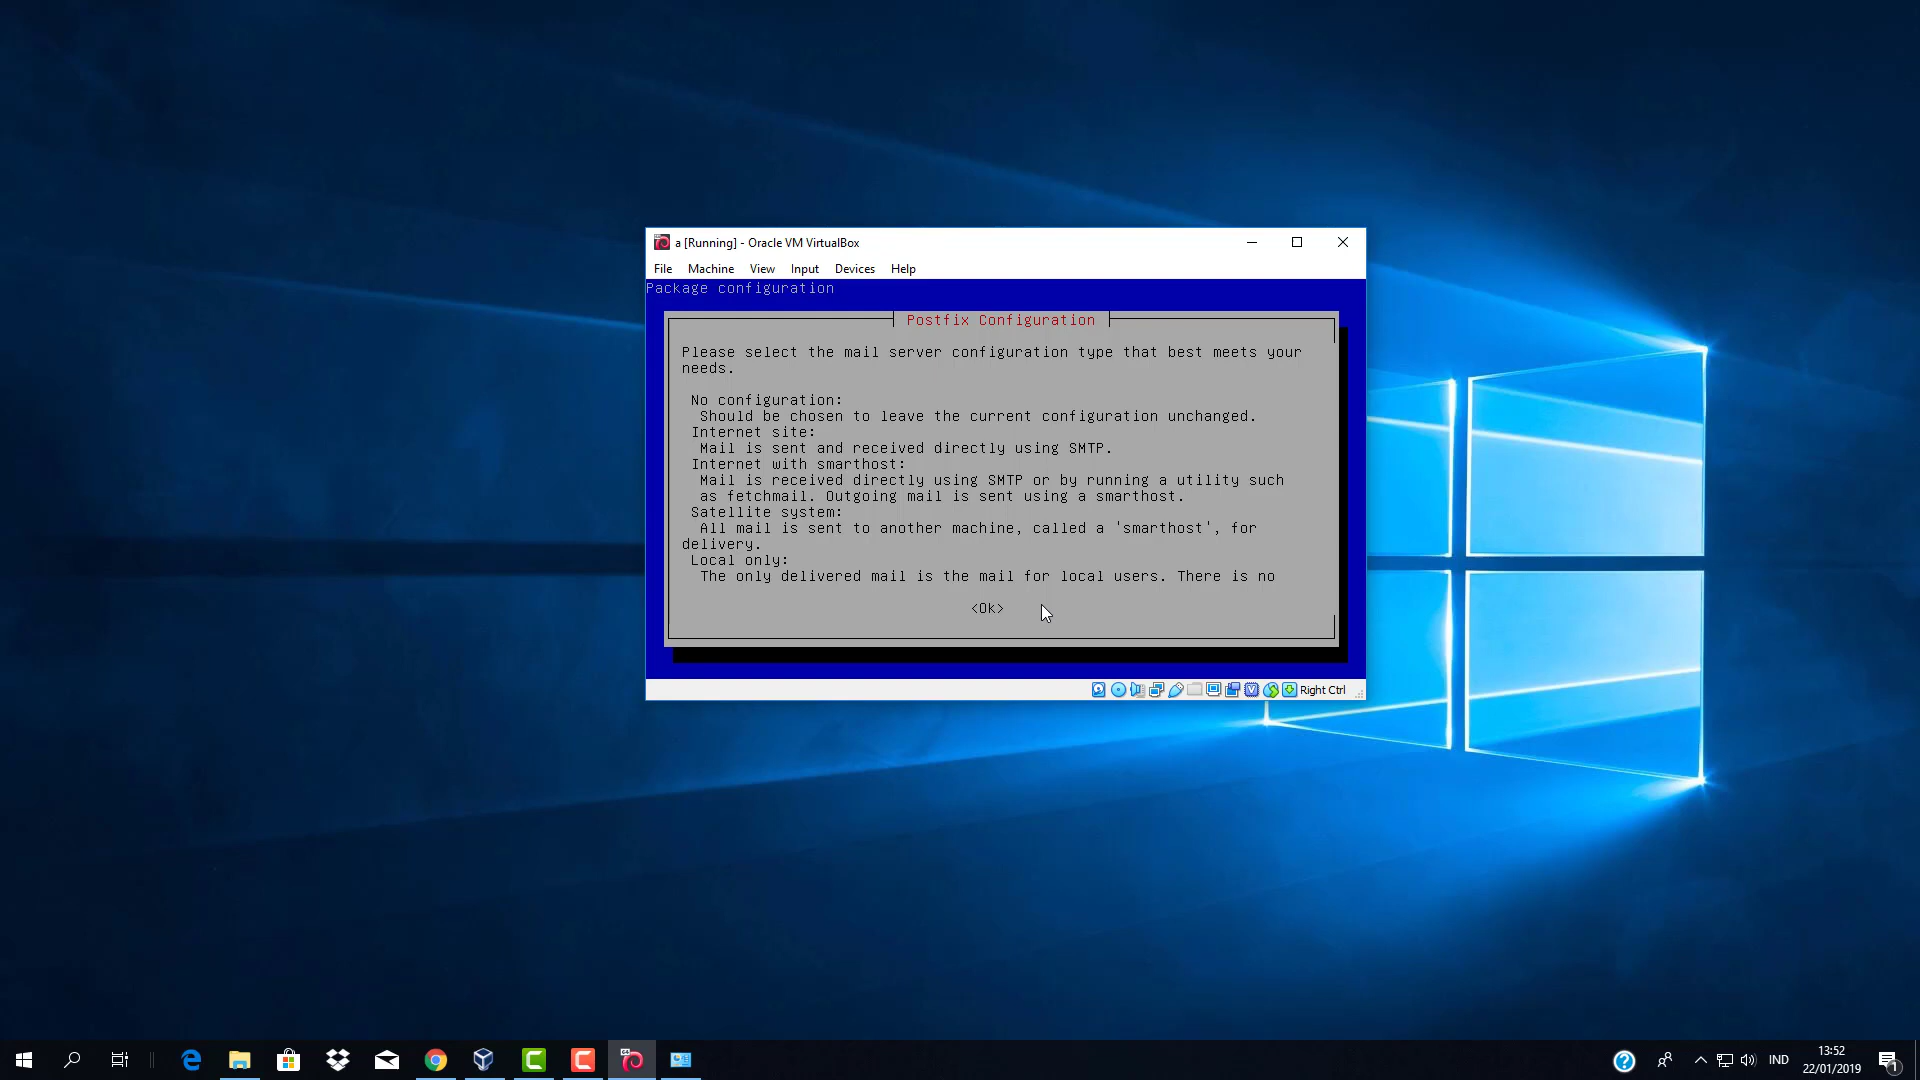 a [Running] - Oracle VM VirtualBox
File Machine View Input Devices Help
Package configuration
Postfix Configuration
Please select the mail server configuration type that best meets your
needs.
No configuration:
Should be chosen to leave the current configuration unchanged.
Internet site:
Mail is sent and received directly using SMTP.
Internet with smarthost:
Mail is received directly using SMTP or by running a utility such
as fetchmail. Outgoing mail is sent using a smarthost.
Satellite system:
All mail is sent to another machine, called a 'smarthost', for
delivery.
Local only:
The only delivered mail is the mail for local users. There is no
<Ok>
Right Ctrl
IND
13:52
22/01/2019
1